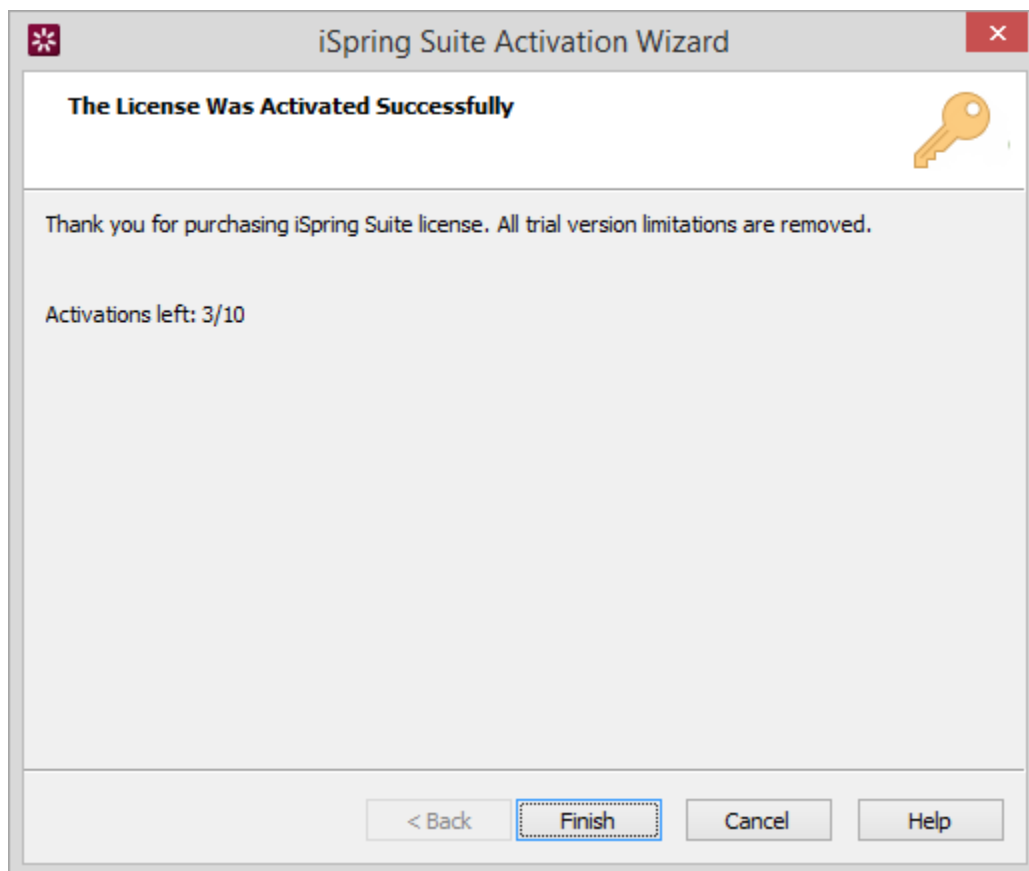 iSpring Suite Activation Wizard
The License Was Activated Successfully
Thank you for purchasing iSpring Suite license. All trial version limitations are removed.
Activations left: 3/10
< Back Finish Cancel Help